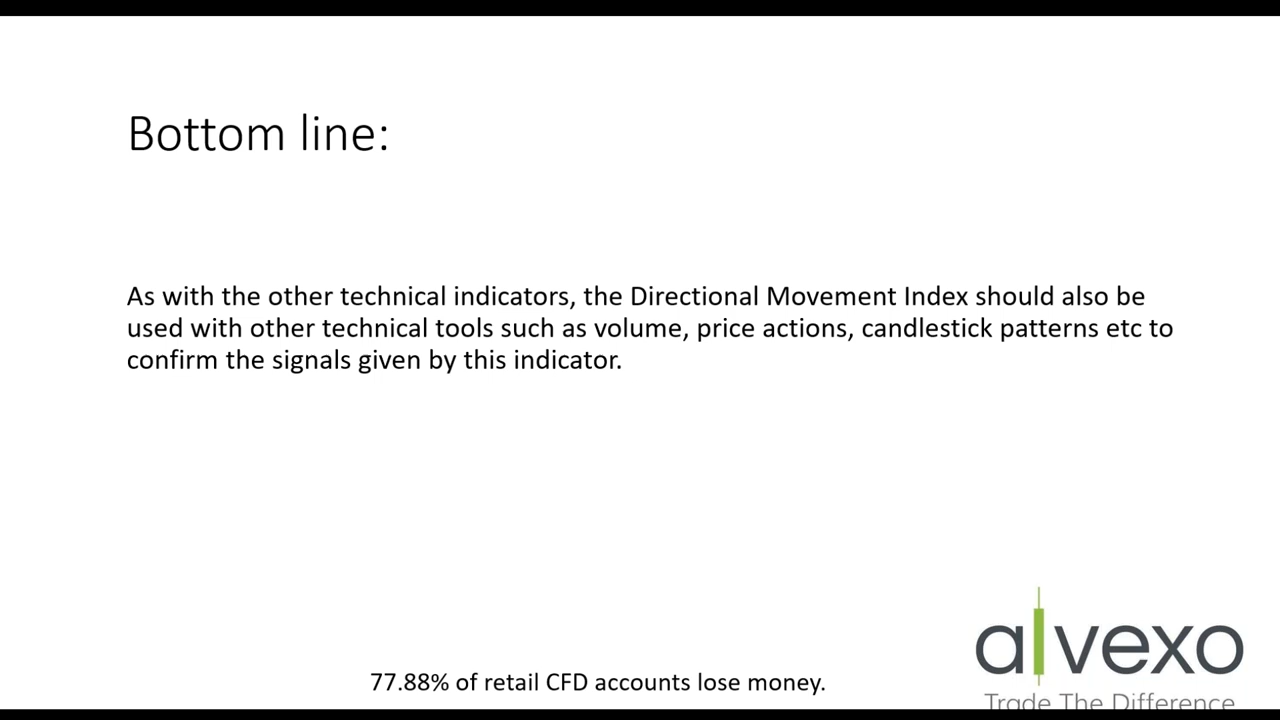 Bottom line:
As with the other technical indicators, the Directional Movement Index should also be
used with other technical tools such as volume, price actions, candlestick patterns etc to
confirm the signals given by this indicator.
77.88% of retail CFD accounts lose money.
alvexo
Trade The Difference